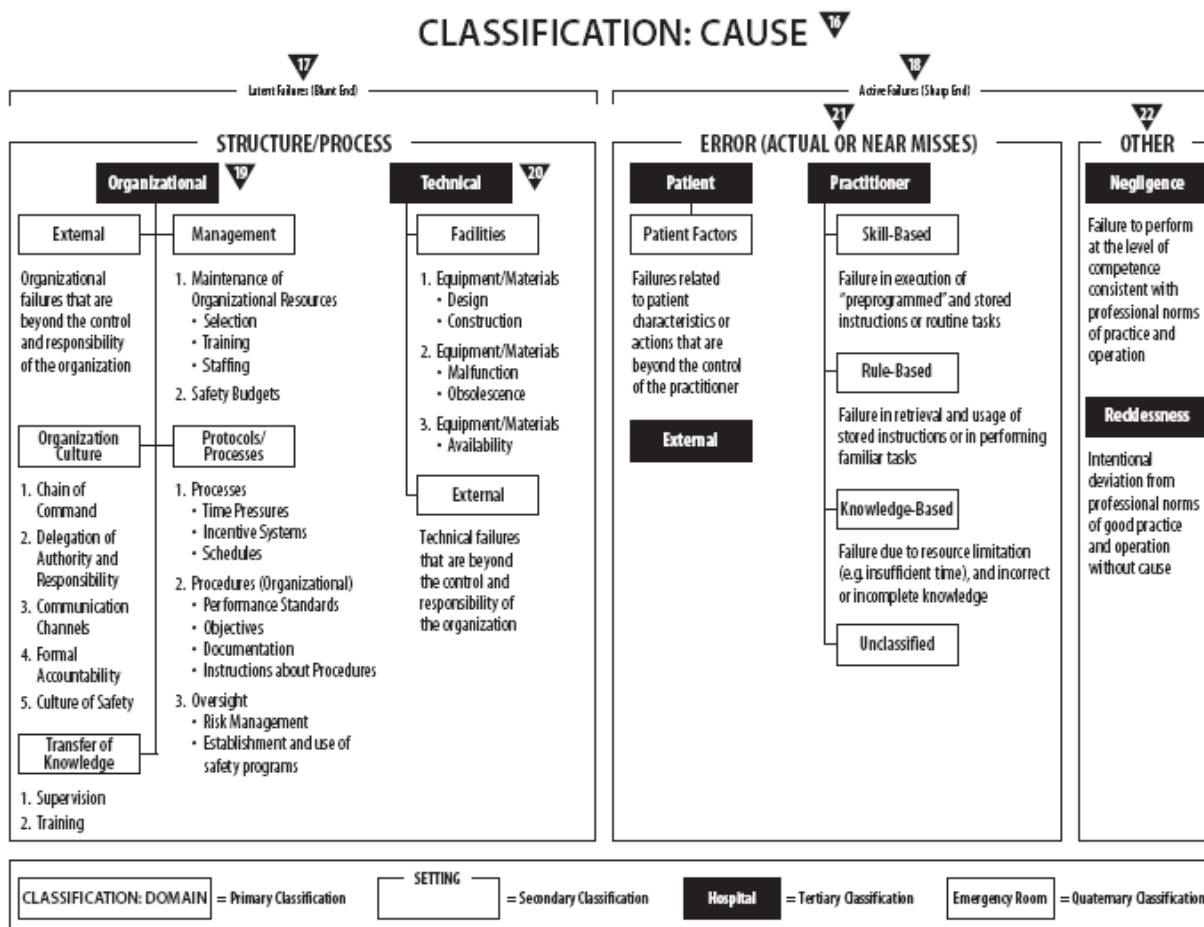 CLASSIFICATION: CAUSE 16
17
Latent Failures (Blunt End)
18
Active Failures (Sharp End)
STRUCTURE/PROCESS
Organizational 19
External
Organizational
failures that are
beyond the control
and responsibility
of the organization
Management
1. Maintenance of
Organizational Resources
• Selection
• Training
• Staffing
2. Safety Budgets
Organization
Culture
1. Chain of
Command
2. Delegation of
Authority and
Responsibility
3. Communication
Channels
4. Formal
Accountability
5. Culture of Safety
Protocols/
Processes
1. Processes
• Time Pressures
• Incentive Systems
• Schedules
2. Procedures (Organizational)
• Performance Standards
• Objectives
• Documentation
• Instructions about Procedures
3. Oversight
• Risk Management
• Establishment and use of
safety programs
Transfer of
Knowledge
1. Supervision
2. Training
Technical 20
Facilities
1. Equipment/Materials
• Design
• Construction
2. Equipment/Materials
• Malfunction
• Obsolescence
3. Equipment/Materials
• Availability
External
Technical failures
that are beyond
the control and
responsibility of
the organization
21
ERROR (ACTUAL OR NEAR MISSES)
Patient
Patient Factors
Failures related
to patient
characteristics or
actions that are
beyond the control
of the practitioner
External
Practitioner
Skill-Based
Failure in execution of
"preprogrammed" and stored
instructions or routine tasks
Rule-Based
Failure in retrieval and usage of
stored instructions or in performing
familiar tasks
Knowledge-Based
Failure due to resource limitation
(e.g. insufficient time), and incorrect
or incomplete knowledge
Unclassified
22
OTHER
Negligence
Failure to perform
at the level of
competence
consistent with
professional norms
of practice and
operation
Recklessness
Intentional
deviation from
professional norms
of good practice
and operation
without cause
CLASSIFICATION: DOMAIN = Primary Classification
SETTING = Secondary Classification
Hospital = Tertiary Classification
Emergency Room = Quaternary Classification